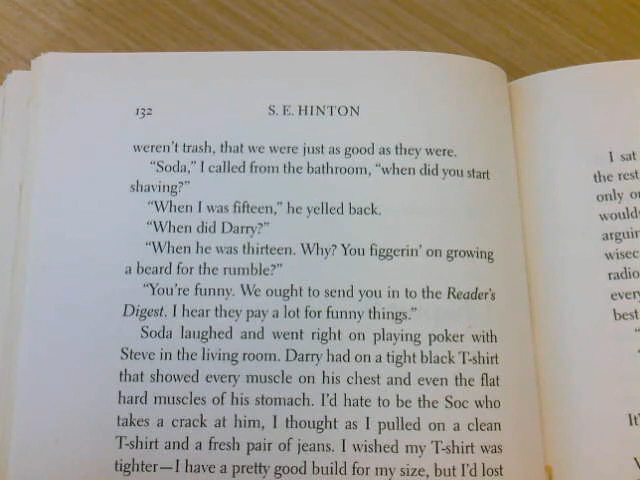 132 S. E. HINTON
weren't trash, that we were just as good as they were.
"Soda," I called from the bathroom, "when did you start
shaving?"
"When I was fifteen," he yelled back.
"When did Darry?"
"When he was thirteen. Why? You figgerin' on growing
a beard for the rumble?"
"You're funny. We ought to send you in to the Reader's
Digest. I hear they pay a lot for funny things."
Soda laughed and went right on playing poker with
Steve in the living room. Darry had on a tight black T-shirt
that showed every muscle on his chest and even the flat
hard muscles of his stomach. I'd hate to be the Soc who
takes a crack at him, I thought as I pulled on a clean
T-shirt and a fresh pair of jeans. I wished my T-shirt was
tighter—I have a pretty good build for my size, but I'd lost
I sat
the rest
only
would
wisec
radio
every
best
It's